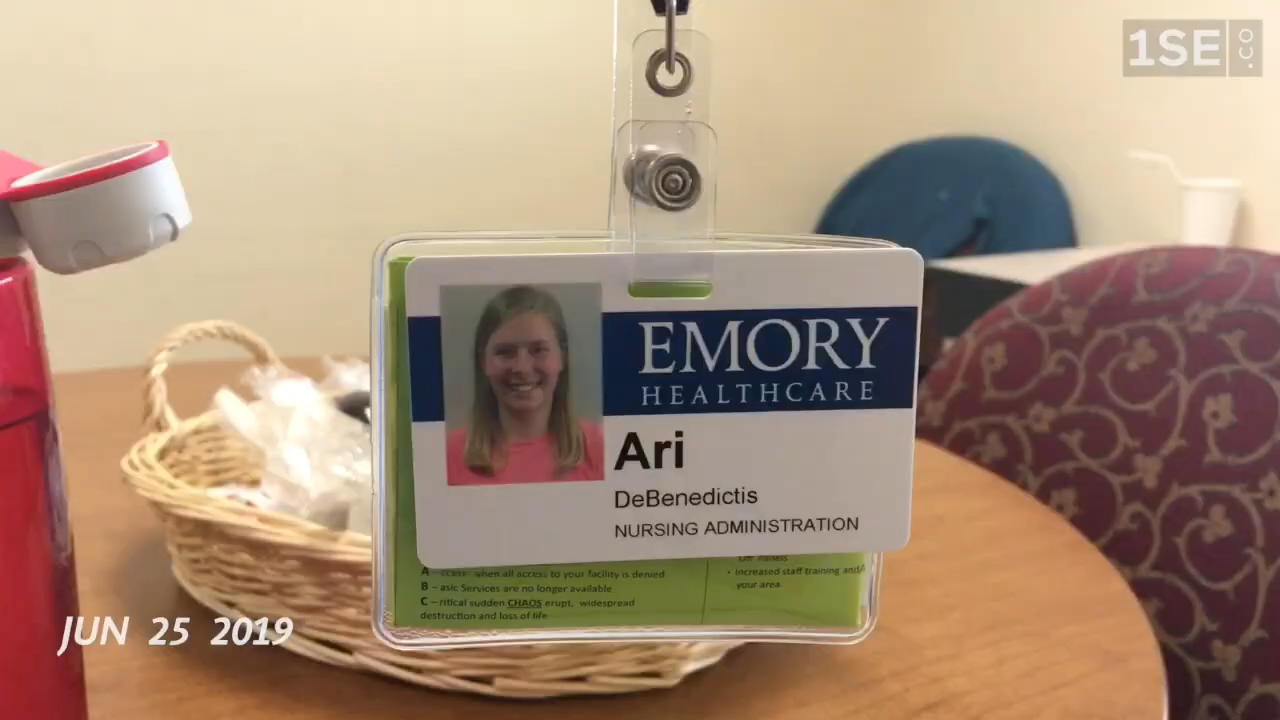 1SE.CO
EMORY
HEALTHCARE
Ari
DeBenedictis
NURSING ADMINISTRATION
A – ccess when all access to your facility is denied
B – asic Services are no longer available
C – ritical sudden CHAOS erupt, widespread
destruction and loss of life
• Increased staff training and/
your area.
JUN 25 2019